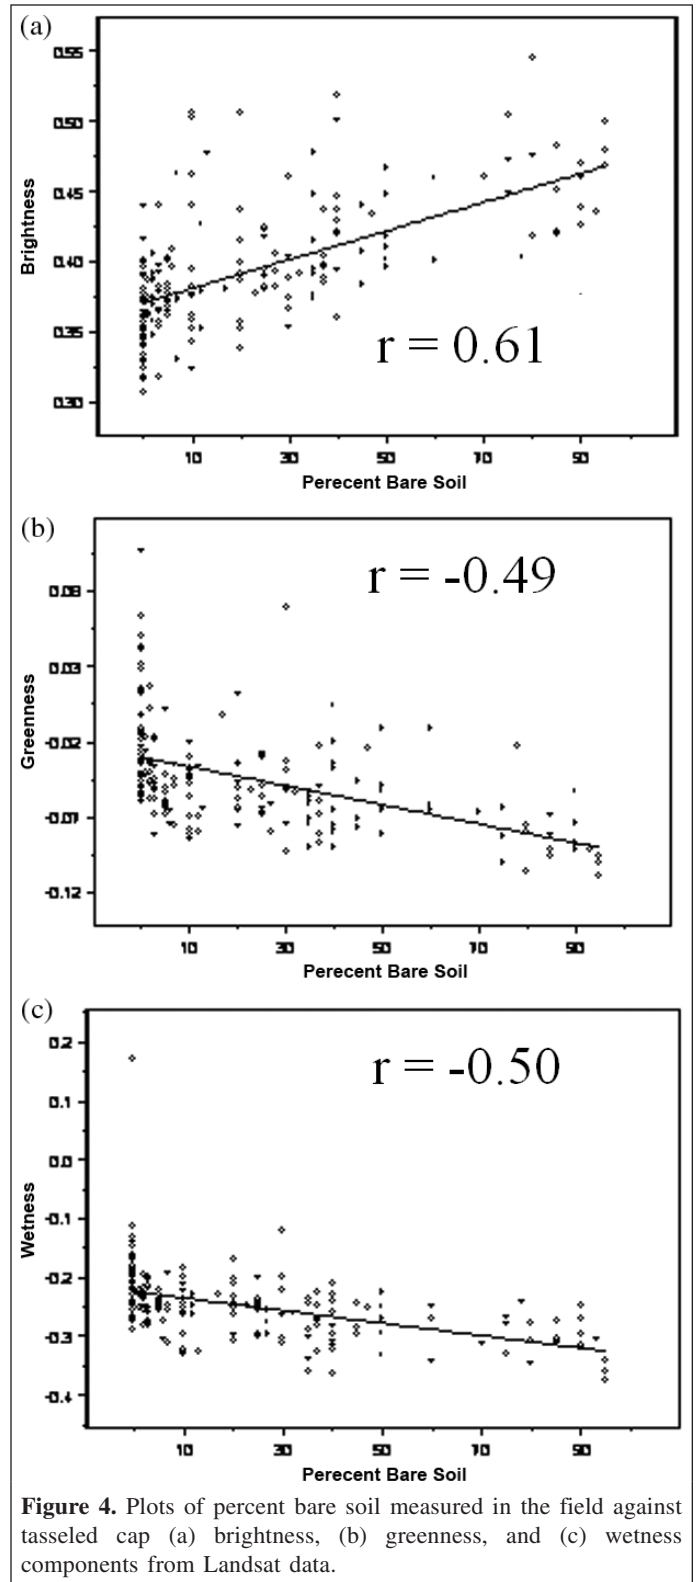 (a)
0.55
0.50
0.45
0.40
0.35
0.30
Brightness
r = 0.61
10 30 50 70 90
Perecent Bare Soil
(b)
r = -0.49
0.08
0.03
-0.02
-0.07
-0.12
Greenness
10 30 50 70 90
Perecent Bare Soil
(c)
r = -0.50
0.2
0.1
0.0
-0.1
-0.2
-0.3
-0.4
Wetness
10 30 50 70 90
Perecent Bare Soil
Figure 4. Plots of percent bare soil measured in the field against
tasseled cap (a) brightness, (b) greenness, and (c) wetness
components from Landsat data.